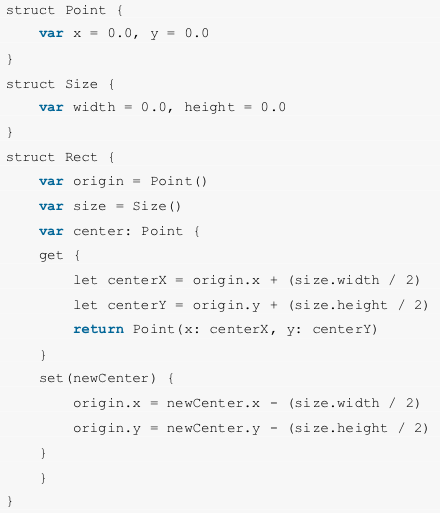 struct Point {
    var x = 0.0, y = 0.0
}
struct Size {
    var width = 0.0, height = 0.0
}
struct Rect {
    var origin = Point()
    var size = Size()
    var center: Point {
    get {
        let centerX = origin.x + (size.width / 2)
        let centerY = origin.y + (size.height / 2)
        return Point(x: centerX, y: centerY)
    }
    set(newCenter) {
        origin.x = newCenter.x - (size.width / 2)
        origin.y = newCenter.y - (size.height / 2)
    }
    }
}